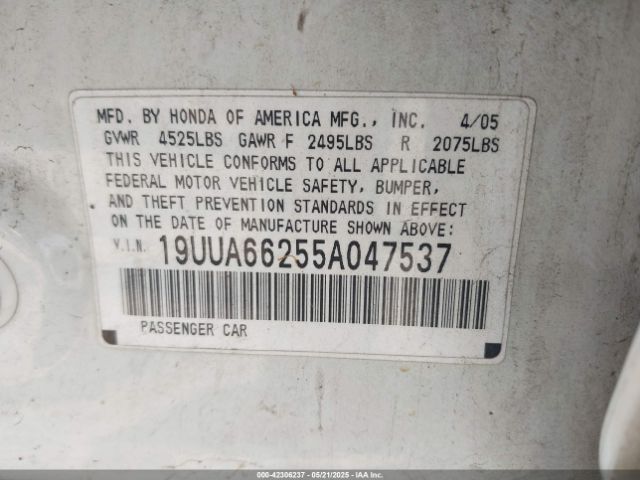 MFD. BY HONDA OF AMERICA MFG., INC. 4/05
GVWR 4525LBS GAWR F 2495LBS R 2075LBS
THIS VEHICLE CONFORMS TO ALL APPLICABLE
FEDERAL MOTOR VEHICLE SAFETY, BUMPER,
AND THEFT PREVENTION STANDARDS IN EFFECT
ON THE DATE OF MANUFACTURE SHOWN ABOVE:
V.I.N. 19UUA66255A047537
PASSENGER CAR
000-42306237 - 05/21/2025 - IAAI.COM